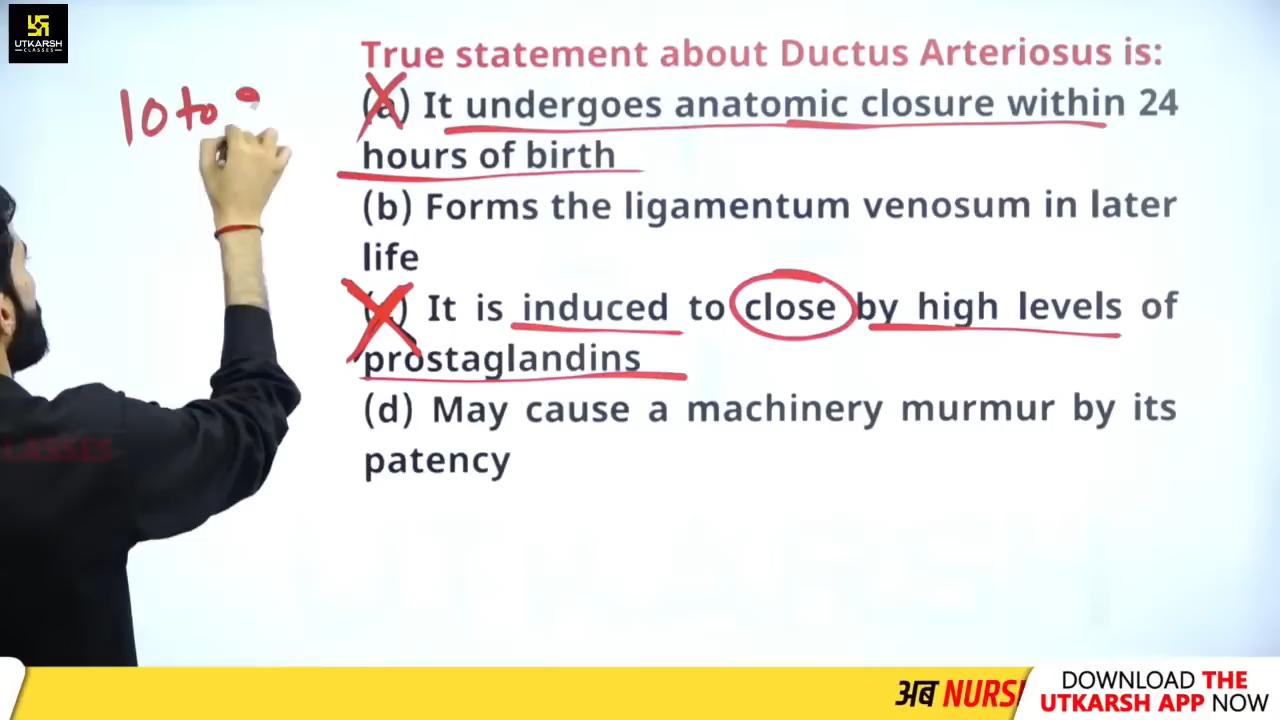 UTKARSH
CLASSES
10 to
True statement about Ductus Arteriosus is:
(a) It undergoes anatomic closure within 24
hours of birth
(b) Forms the ligamentum venosum in later
life
(c) It is induced to close by high levels of
prostaglandins
(d) May cause a machinery murmur by its
patency
LASSES
अब NURSI
DOWNLOAD THE
UTKARSH APP NOW